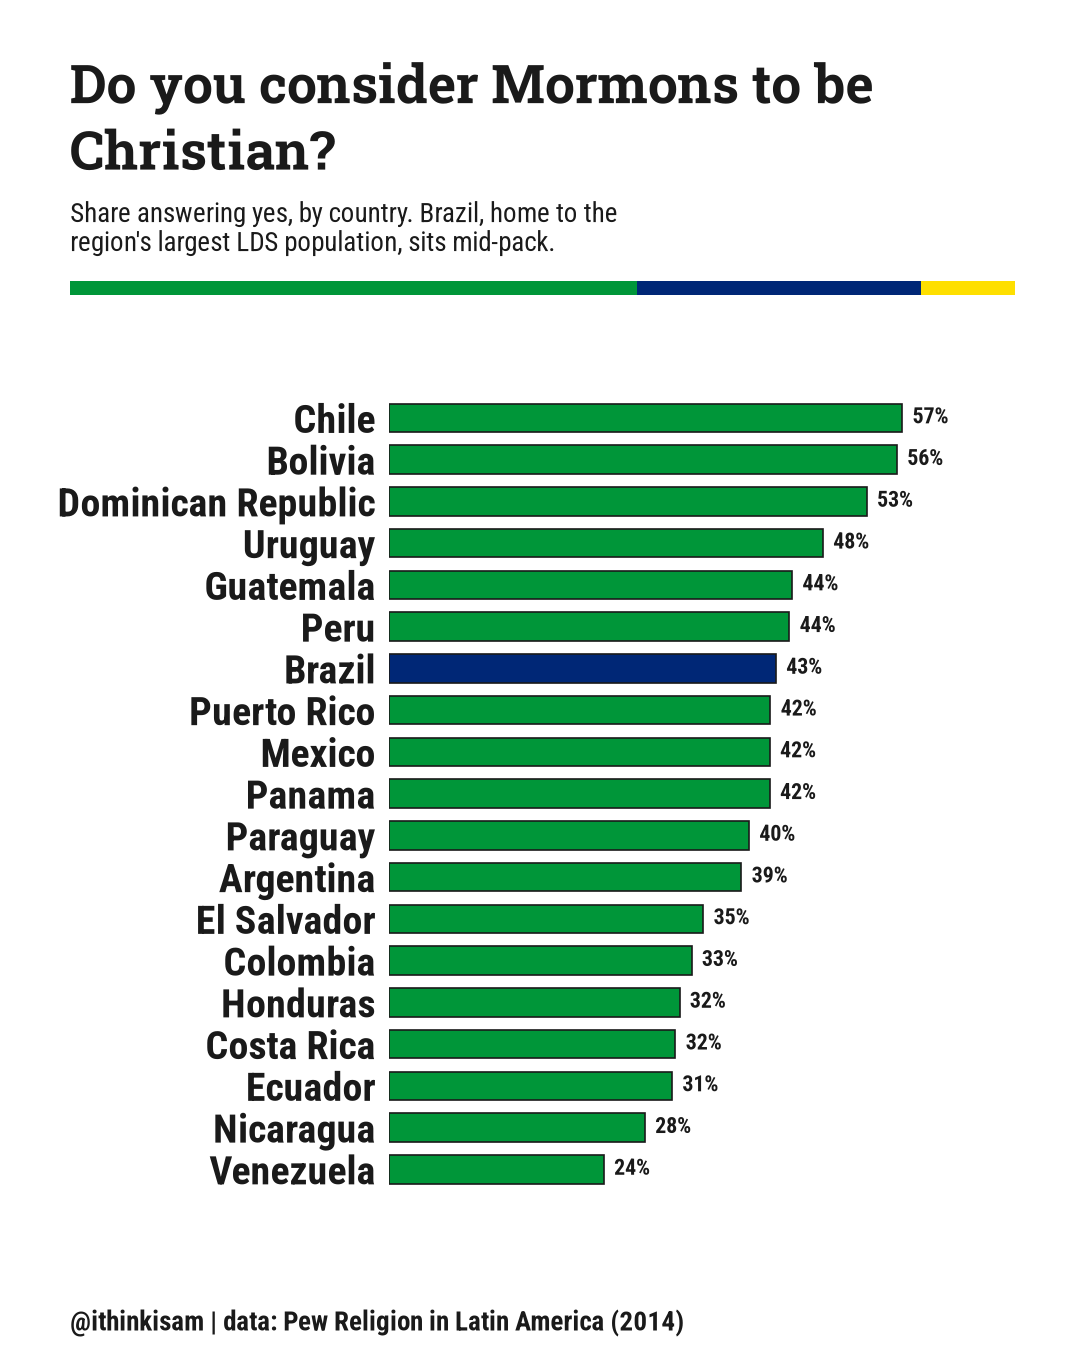 Do you consider Mormons to be
Christian?
Share answering yes, by country. Brazil, home to the
region's largest LDS population, sits mid-pack.
Chile 57%
Bolivia 56%
Dominican Republic 53%
Uruguay 48%
Guatemala 44%
Peru 44%
Brazil 43%
Puerto Rico 42%
Mexico 42%
Panama 42%
Paraguay 40%
Argentina 39%
El Salvador 35%
Colombia 33%
Honduras 32%
Costa Rica 32%
Ecuador 31%
Nicaragua 28%
Venezuela 24%
@ithinkisam | data: Pew Religion in Latin America (2014)